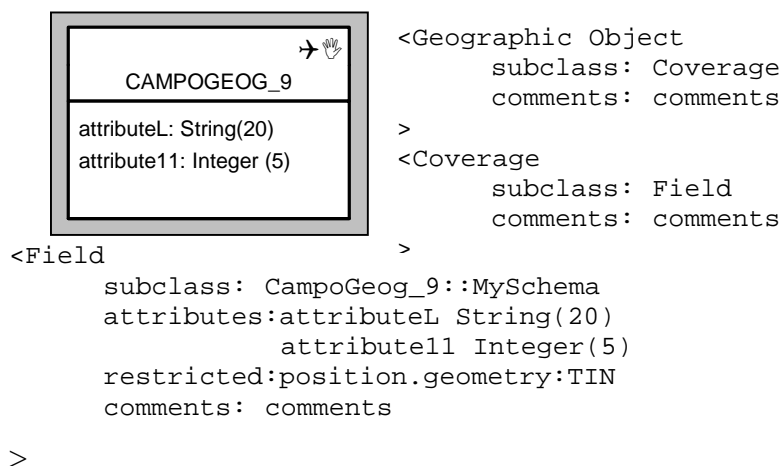 CAMPOGEOG_9
attributeL: String(20)
attribute11: Integer (5)
<Geographic Object
subclass: Coverage
comments: comments
>
<Coverage
subclass: Field
comments: comments
>
<Field
subclass: CampoGeog_9::MySchema
attributes:attributeL String(20)
attribute11 Integer(5)
restricted:position.geometry:TIN
comments: comments
>